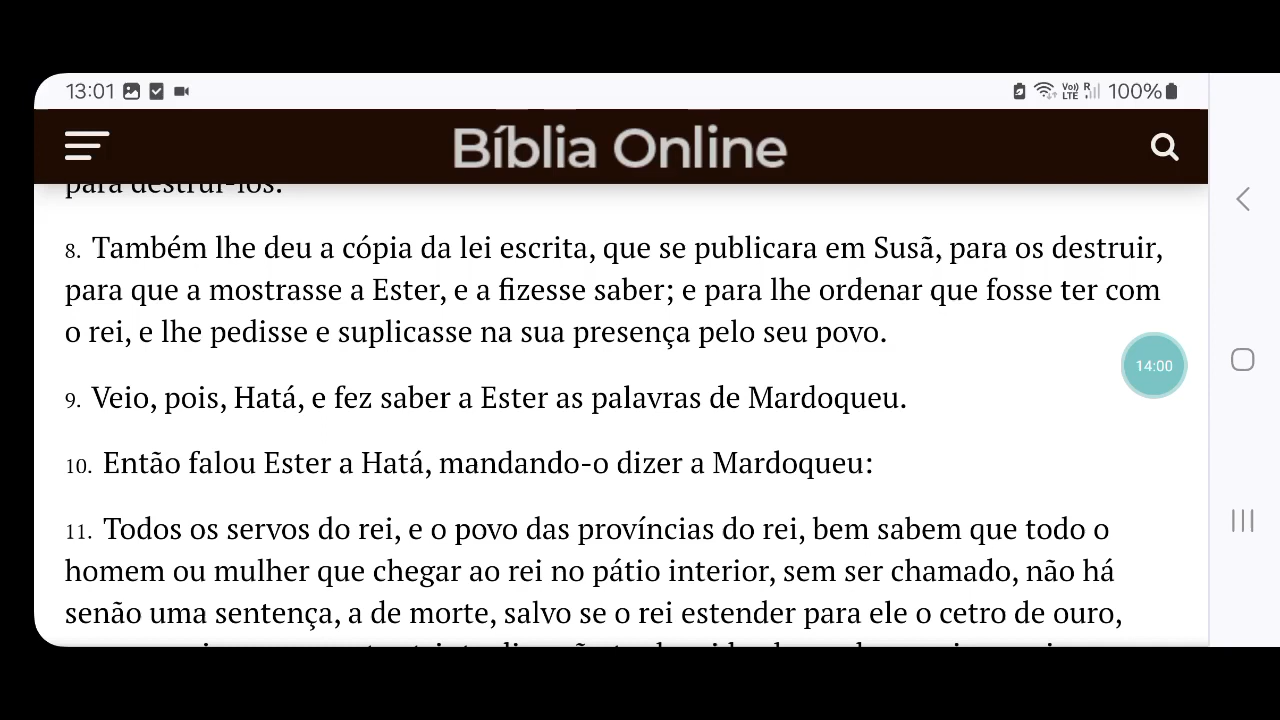 13:01 Vo)) LTE R 100%
Bíblia Online
para destruí-los.
8. Também lhe deu a cópia da lei escrita, que se publicara em Susã, para os destruir,
para que a mostrasse a Ester, e a fizesse saber; e para lhe ordenar que fosse ter com
o rei, e lhe pedisse e suplicasse na sua presença pelo seu povo.
14:00
9. Veio, pois, Hatá, e fez saber a Ester as palavras de Mardoqueu.
10. Então falou Ester a Hatá, mandando-o dizer a Mardoqueu:
11. Todos os servos do rei, e o povo das províncias do rei, bem sabem que todo o
homem ou mulher que chegar ao rei no pátio interior, sem ser chamado, não há
senão uma sentença, a de morte, salvo se o rei estender para ele o cetro de ouro,